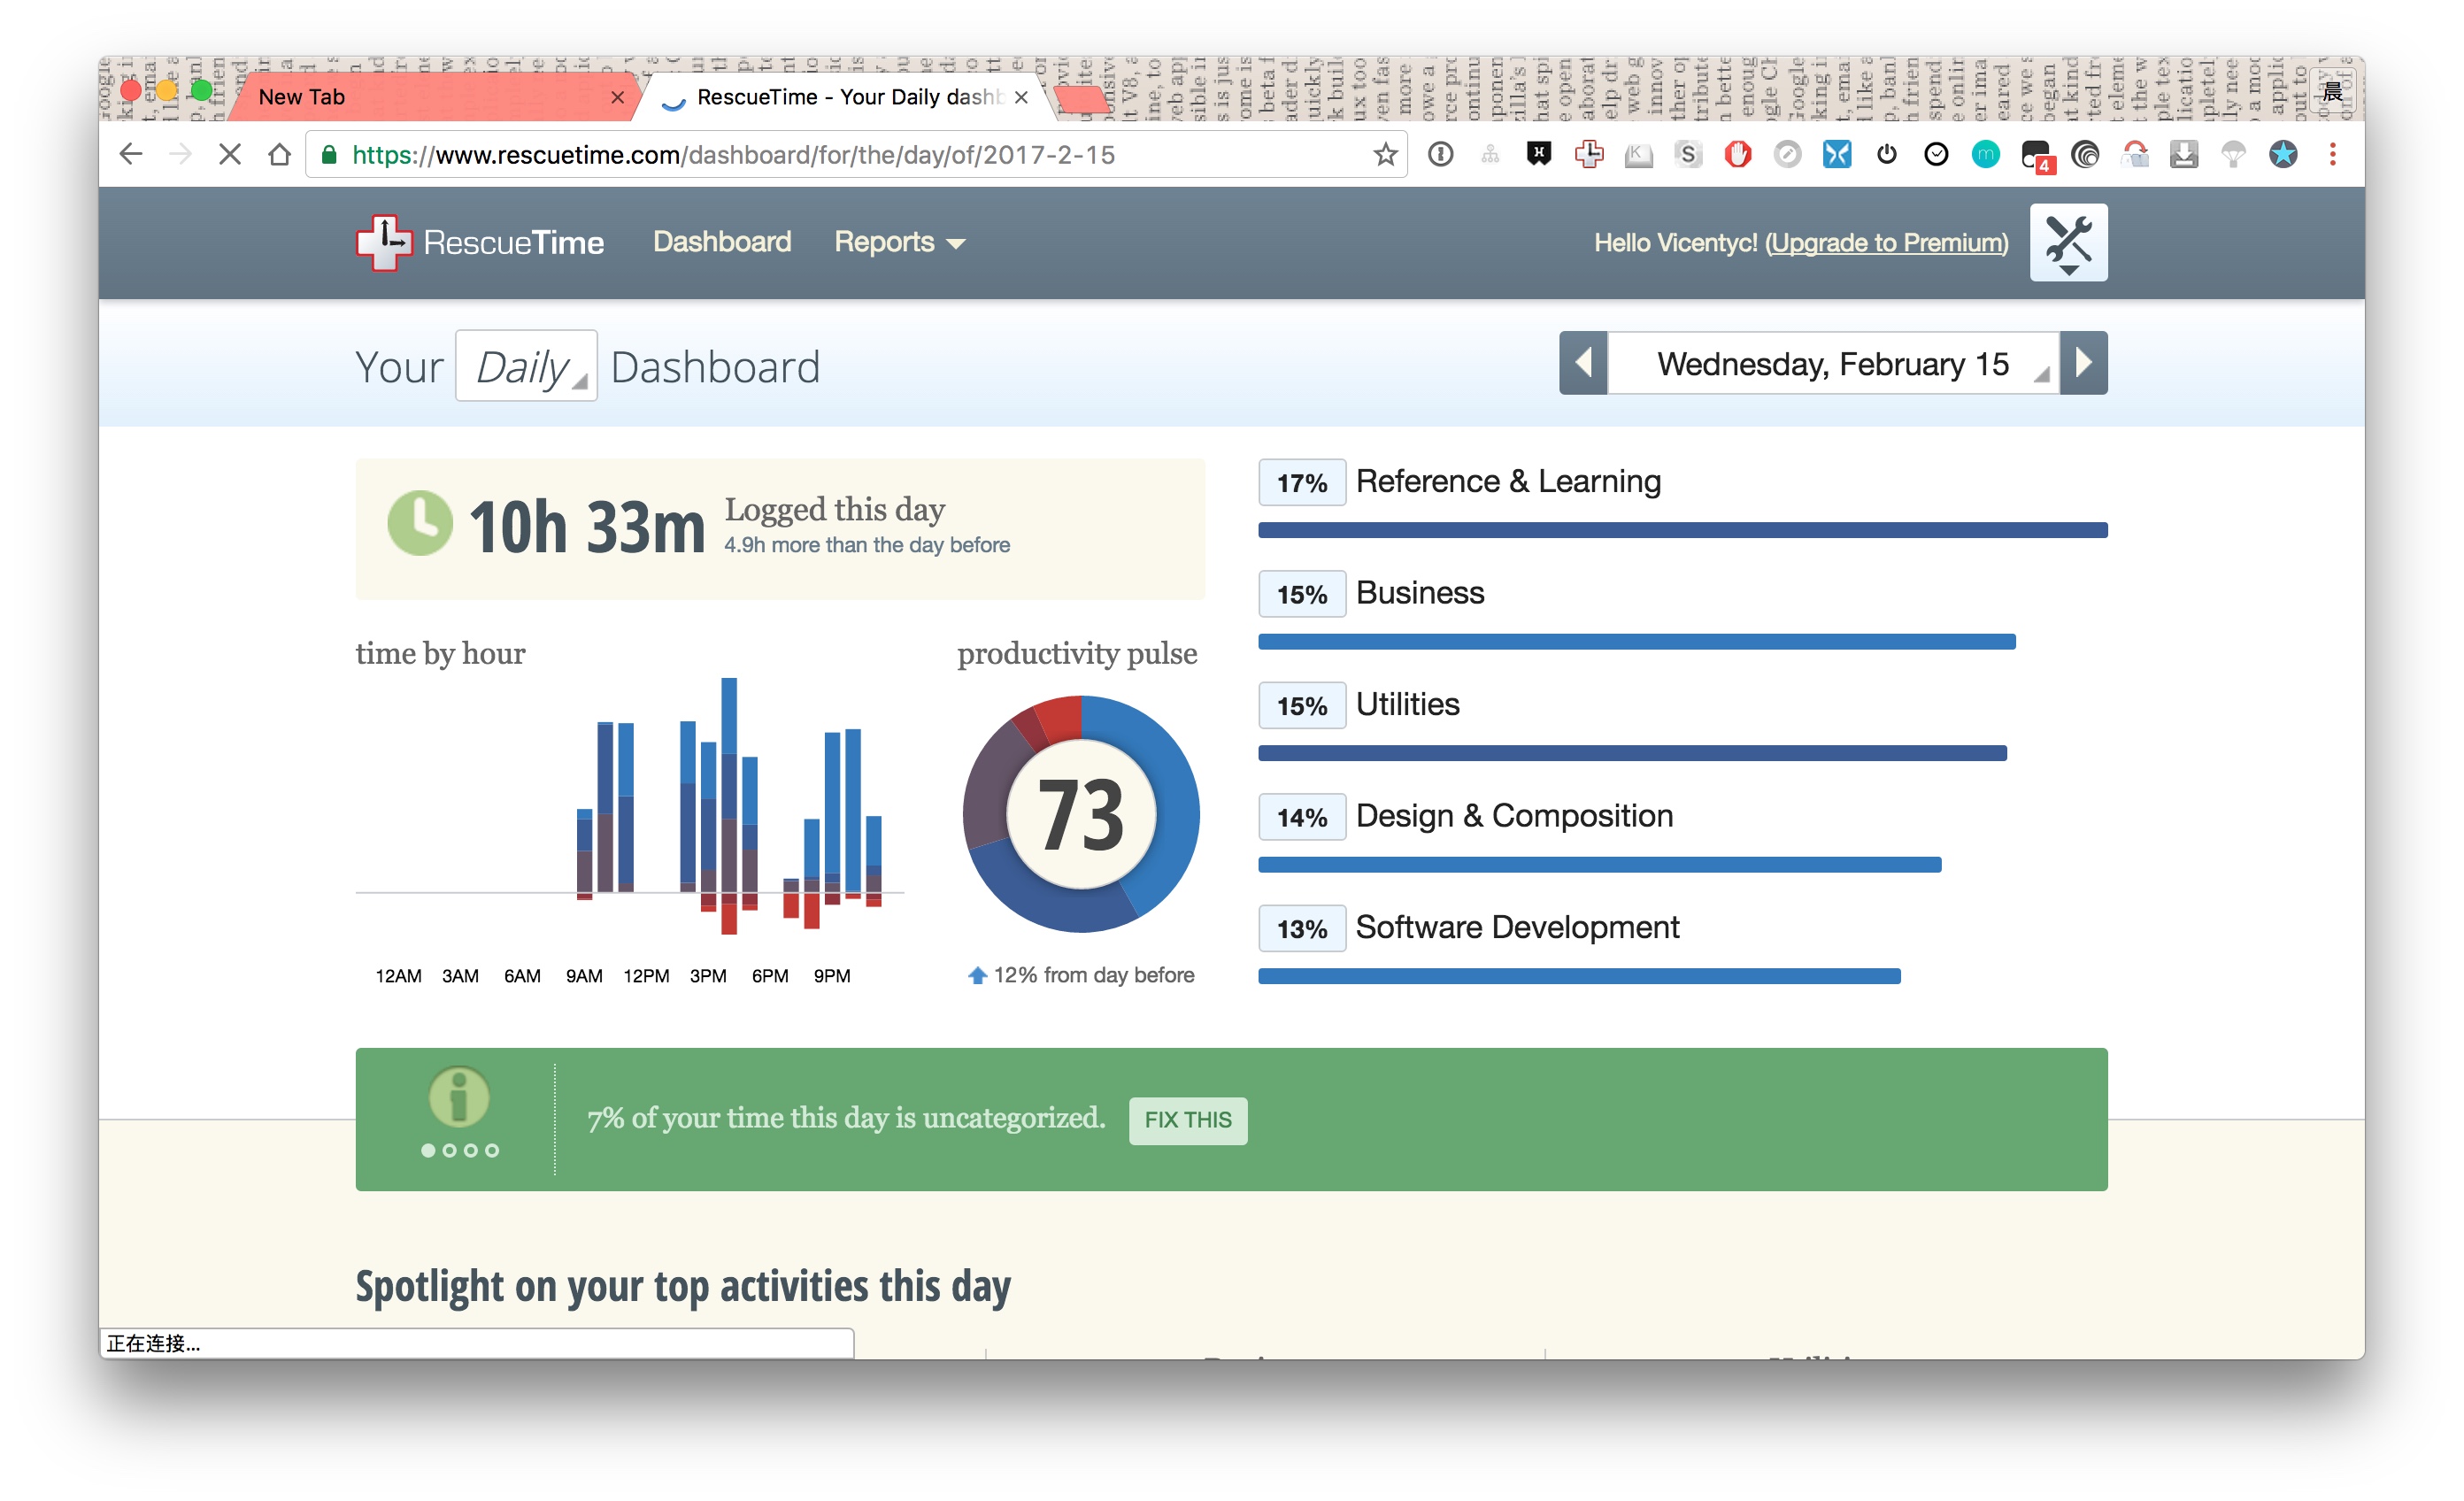 New Tab
RescueTime - Your Daily dashb
晨
https://www.rescuetime.com/dashboard/for/the/day/of/2017-2-15
4
RescueTime
Dashboard
Reports
Hello Vicentyc! (Upgrade to Premium)
Your Daily Dashboard
Wednesday, February 15
10h 33m
Logged this day
4.9h more than the day before
time by hour
12AM 3AM 6AM 9AM 12PM 3PM 6PM 9PM
productivity pulse
73
12% from day before
17% Reference & Learning
15% Business
15% Utilities
14% Design & Composition
13% Software Development
7% of your time this day is uncategorized.
FIX THIS
Spotlight on your top activities this day
正在连接...